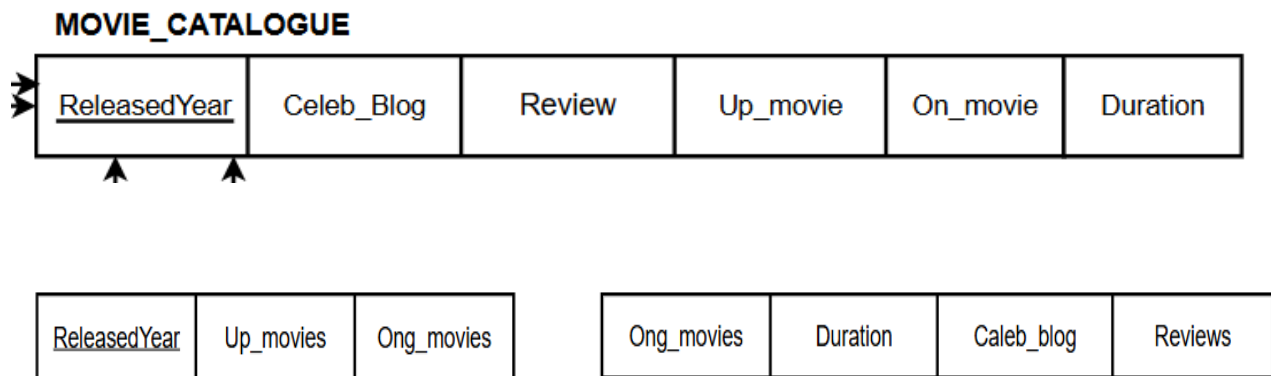 MOVIE_CATALOGUE
ReleasedYear Celeb_Blog Review Up_movie On_movie Duration
ReleasedYear Up_movies Ong_movies Ong_movies Duration Caleb_blog Reviews